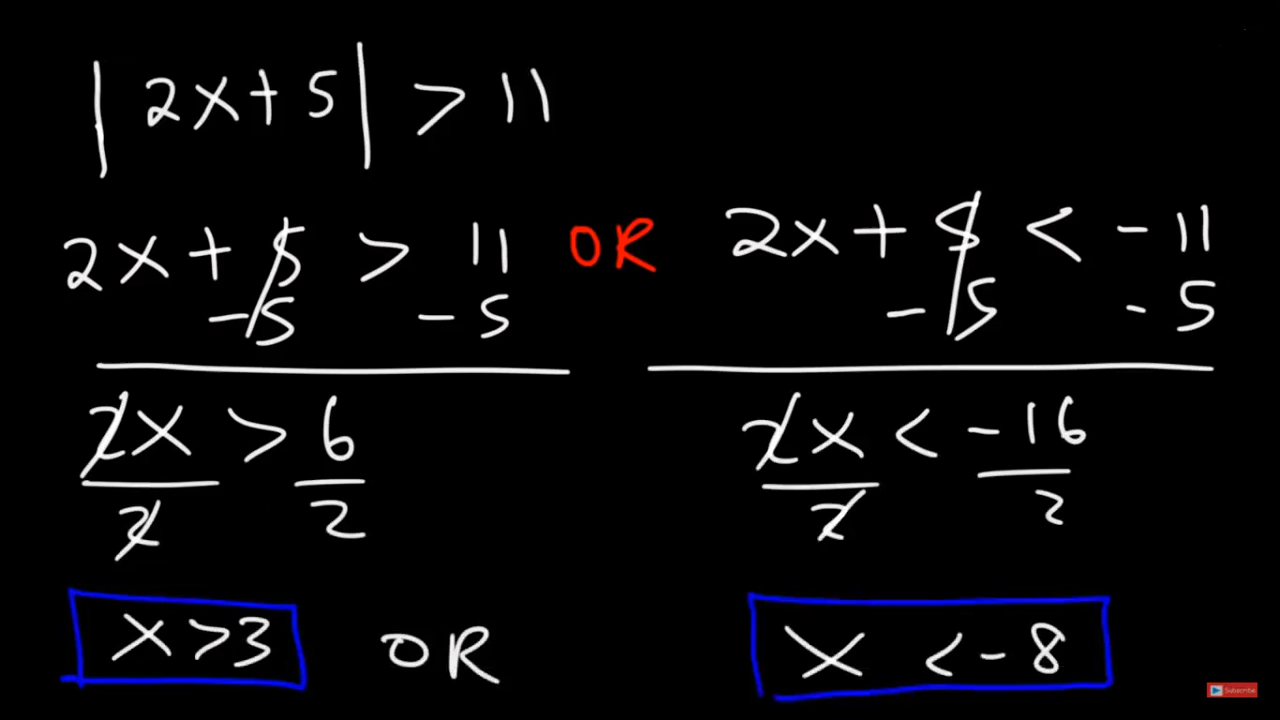 |2x+5| > 11
2x + 5 > 11 OR 2x + 5 < -11
-5 -5 -5 -5
2x > 6 2x < -16
2 2 2 2
x >3 OR x < -8
Subscribe